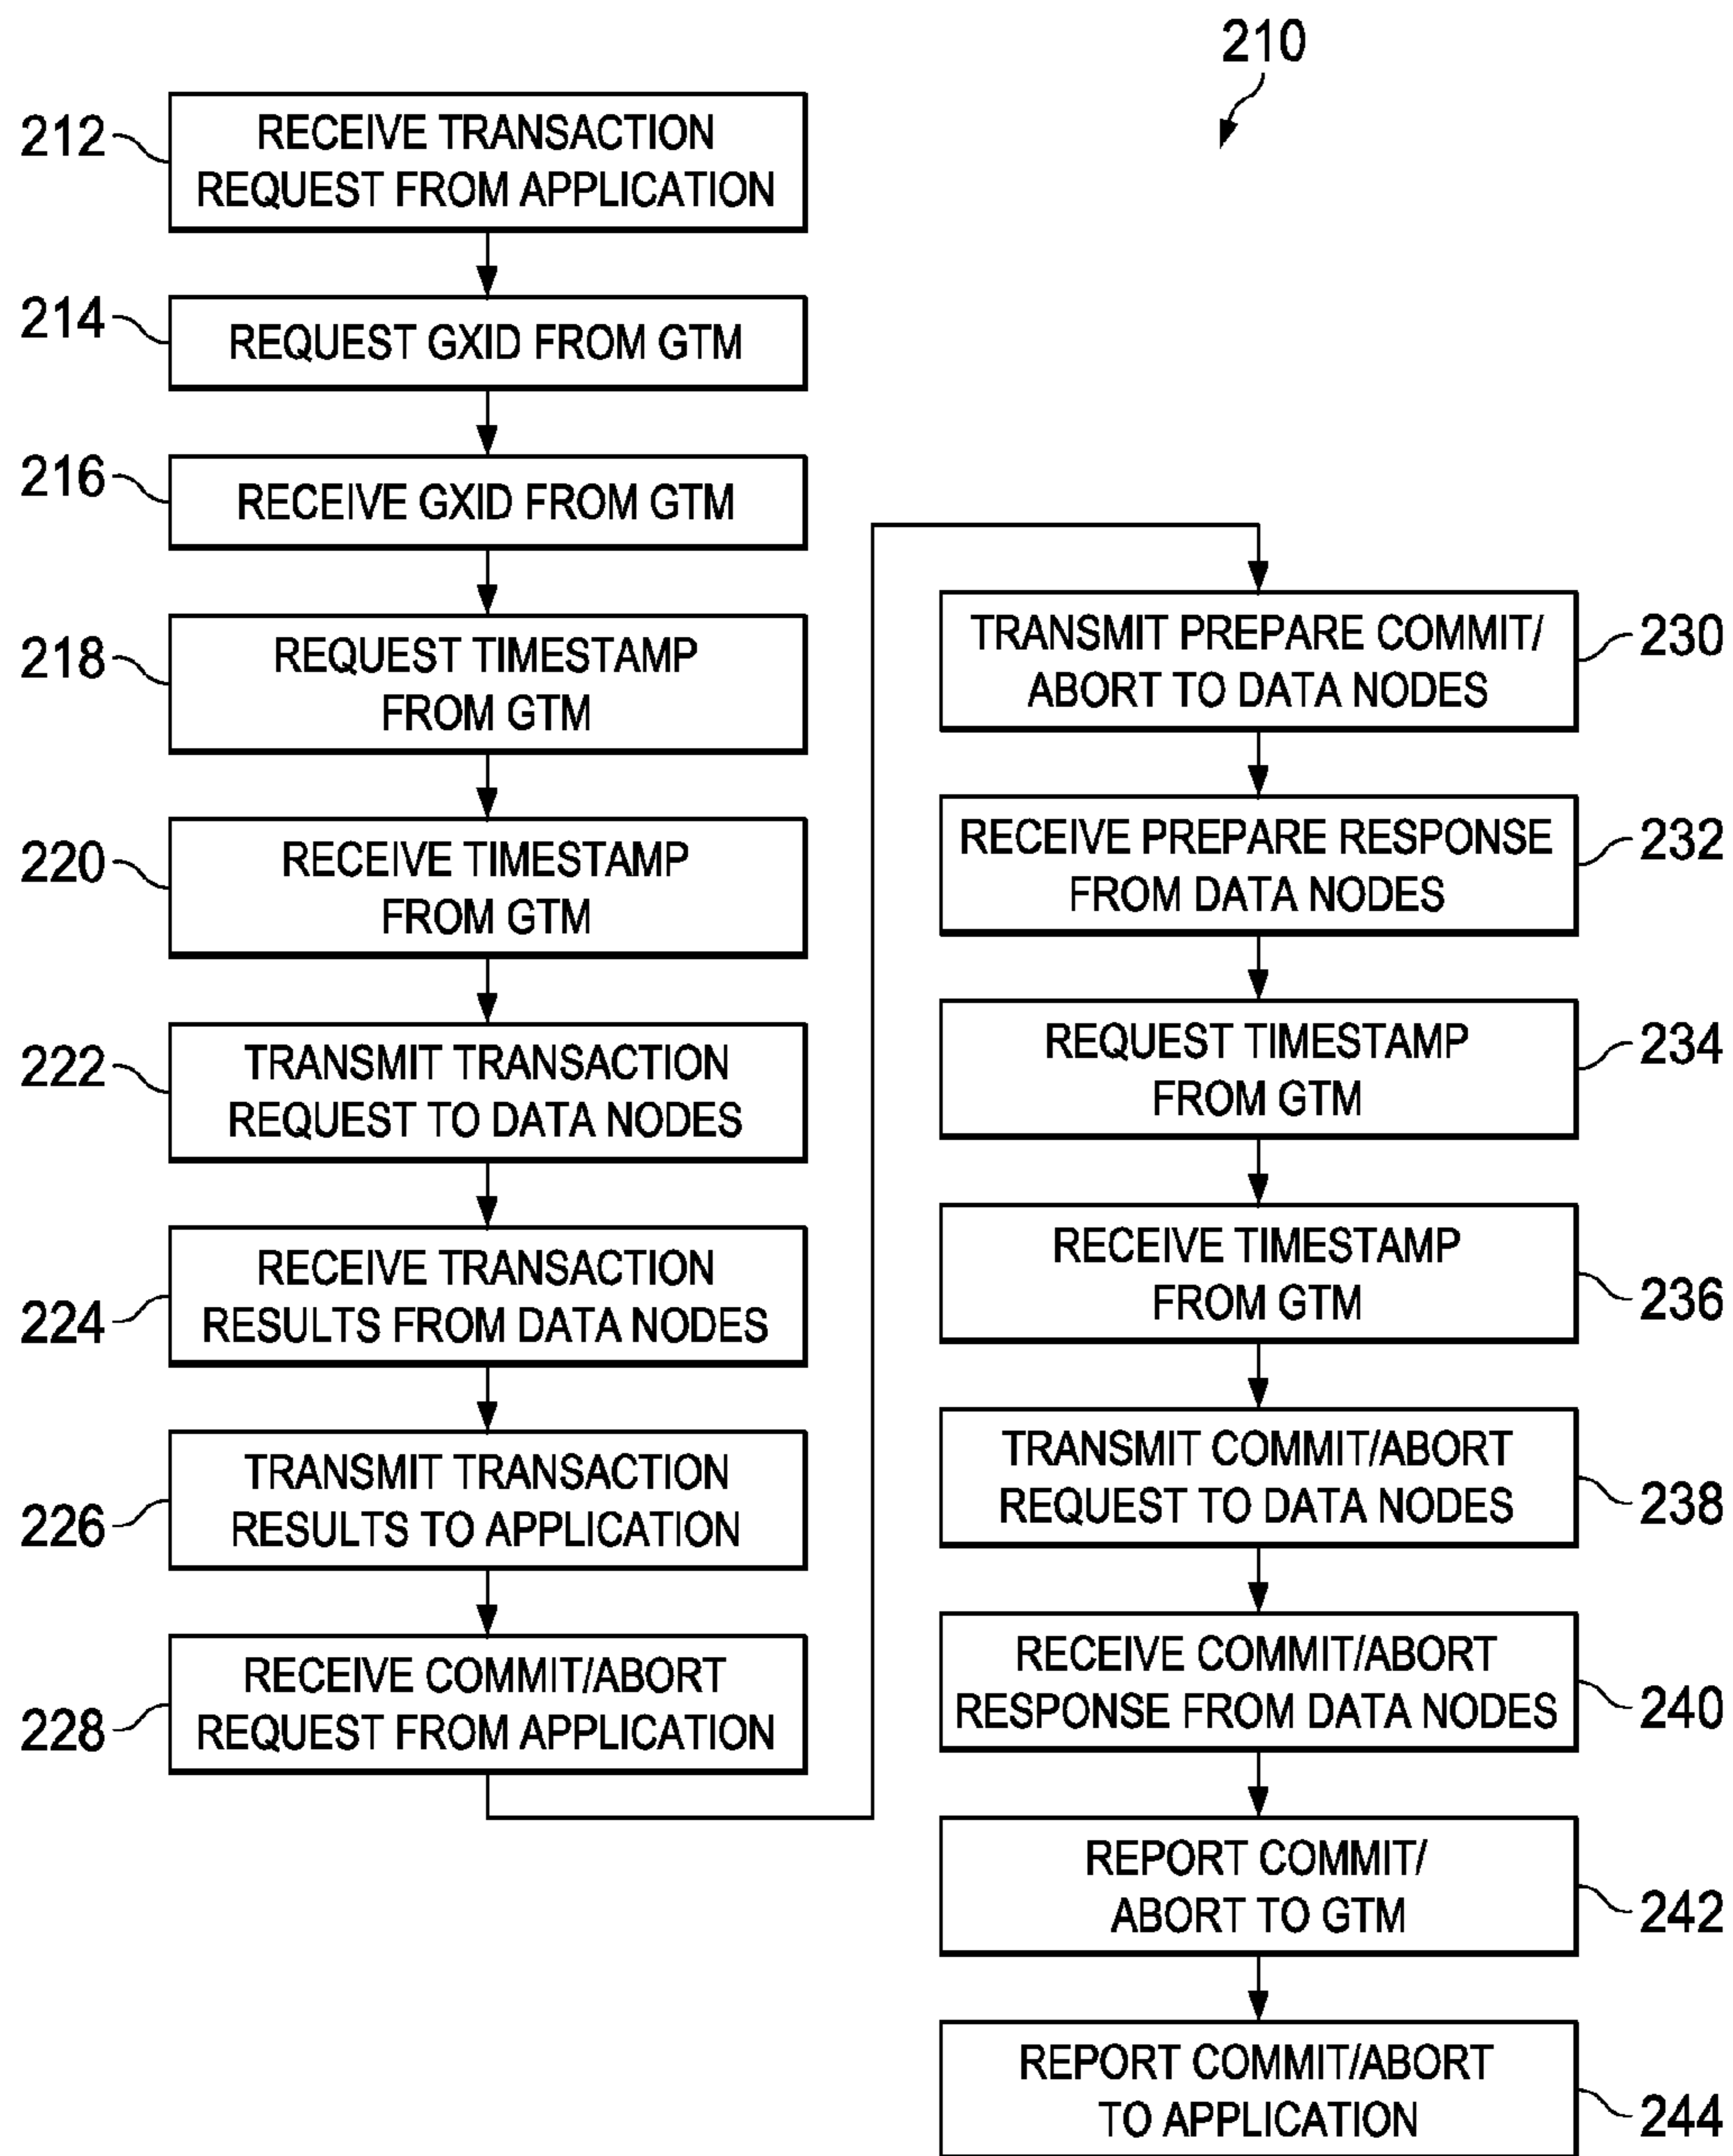 210
212
RECEIVE TRANSACTION
REQUEST FROM APPLICATION
214
REQUEST GXID FROM GTM
216
RECEIVE GXID FROM GTM
218
REQUEST TIMESTAMP
FROM GTM
220
RECEIVE TIMESTAMP
FROM GTM
222
TRANSMIT TRANSACTION
REQUEST TO DATA NODES
224
RECEIVE TRANSACTION
RESULTS FROM DATA NODES
226
TRANSMIT TRANSACTION
RESULTS TO APPLICATION
228
RECEIVE COMMIT/ABORT
REQUEST FROM APPLICATION
TRANSMIT PREPARE COMMIT/
ABORT TO DATA NODES
230
RECEIVE PREPARE RESPONSE
FROM DATA NODES
232
REQUEST TIMESTAMP
FROM GTM
234
RECEIVE TIMESTAMP
FROM GTM
236
TRANSMIT COMMIT/ABORT
REQUEST TO DATA NODES
238
RECEIVE COMMIT/ABORT
RESPONSE FROM DATA NODES
240
REPORT COMMIT/
ABORT TO GTM
242
REPORT COMMIT/ABORT
TO APPLICATION
244